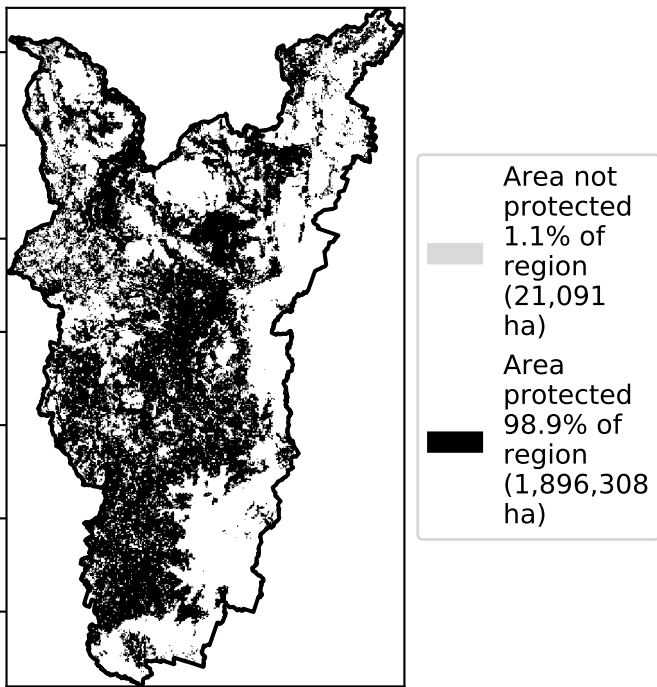 Area not
protected
1.1% of
region
(21,091
ha)
Area
protected
98.9% of
region
(1,896,308
ha)